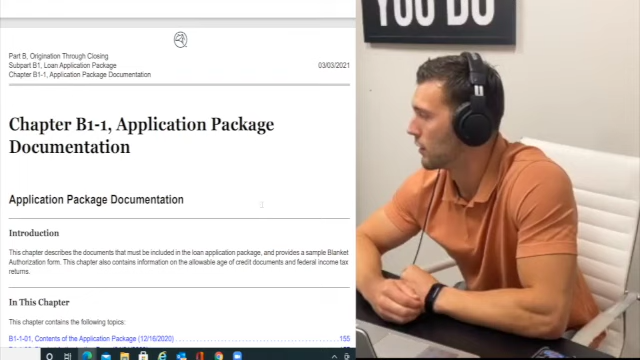 Part B, Origination Through Closing
Subpart B1, Loan Application Package
03/03/2021
Chapter B1-1, Application Package Documentation
Chapter B1-1, Application Package
Documentation
Application Package Documentation
Introduction
This chapter describes the documents that must be included in the loan application package, and provides a sample Blanket
Authorization form. This chapter also contains information on the allowable age of credit documents and federal income tax
returns.
In This Chapter
This chapter contains the following topics:
B1-1-01, Contents of the Application Package (12/16/2020) 155
YOU DO